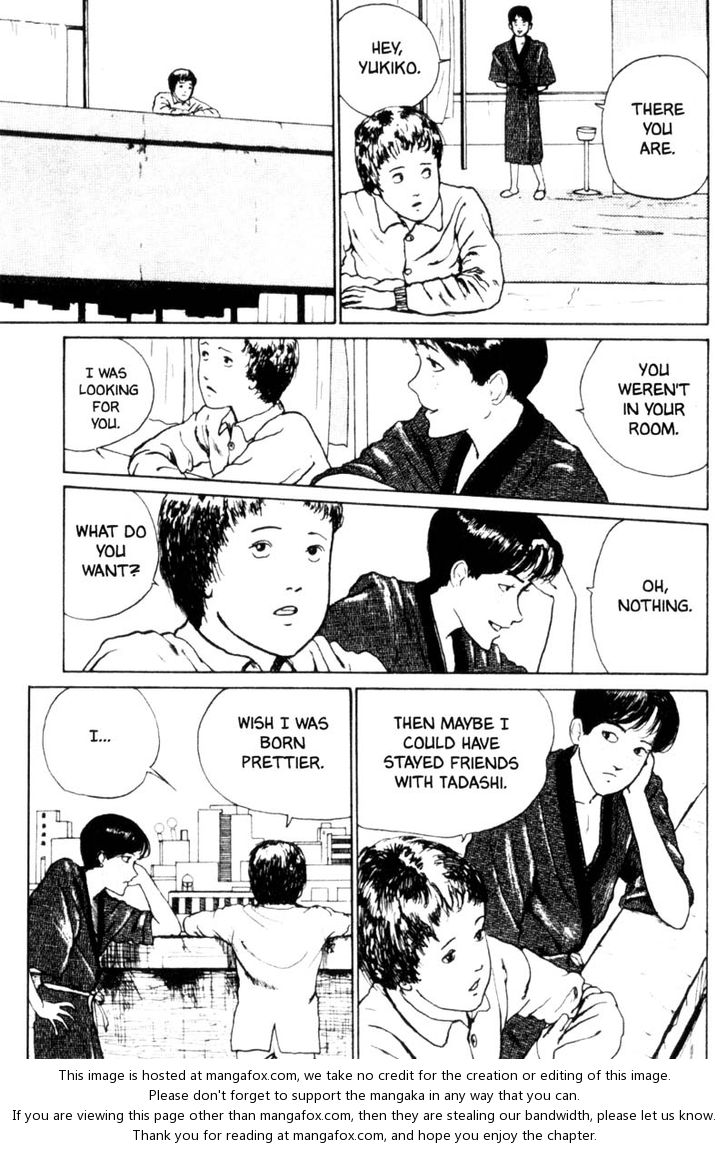 HEY,
YUKIKO.
THERE
YOU
ARE.
I WAS
LOOKING
FOR
YOU.
YOU
WEREN'T
IN YOUR
ROOM.
WHAT DO
YOU
WANT?
OH,
NOTHING.
I...
WISH I WAS
BORN
PRETTIER.
THEN MAYBE I
COULD HAVE
STAYED FRIENDS
WITH TADASHI.
This image is hosted at mangafox.com, we take no credit for the creation or editing of this image.
Please don't forget to support the mangaka in any way that you can.
If you are viewing this page other than mangafox.com, then they are stealing our bandwidth, please let us know.
Thank you for reading at mangafox.com, and hope you enjoy the chapter.